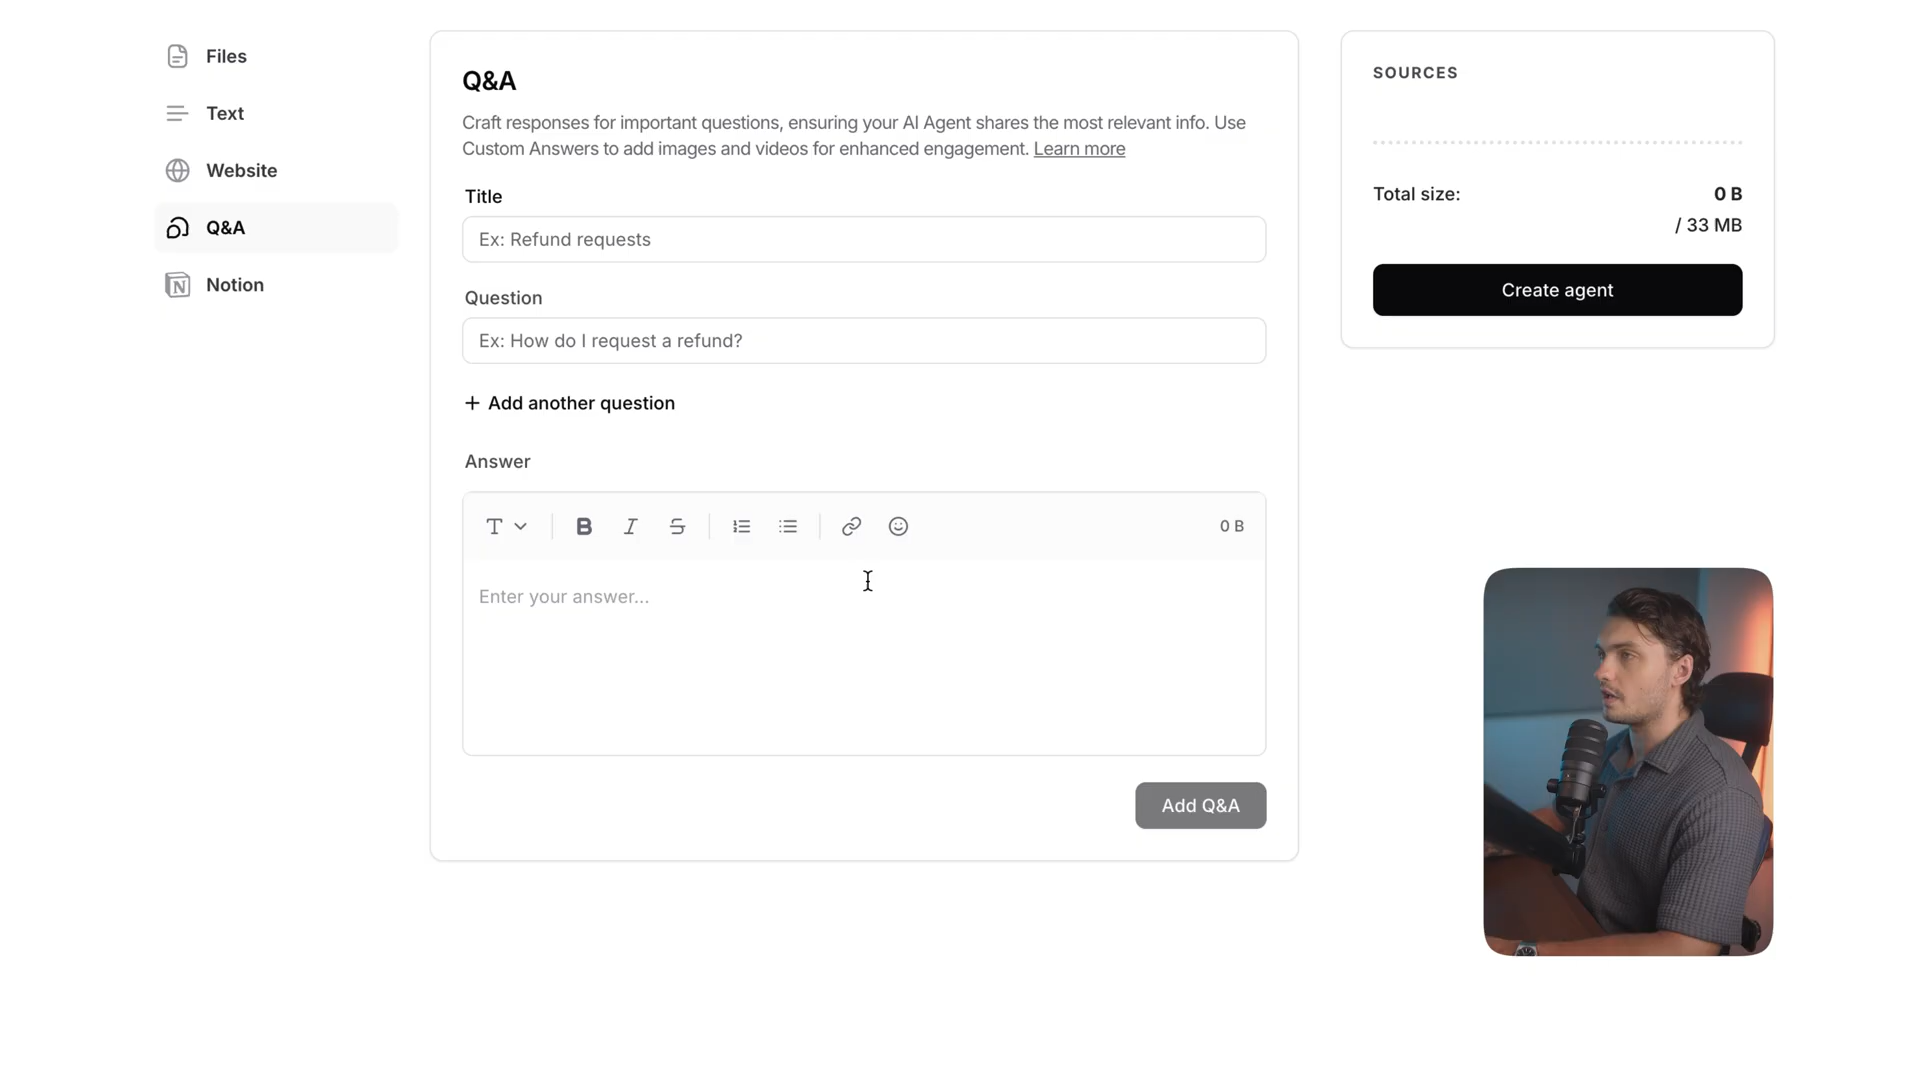 Files
Text
Website
Q&A
Notion
Q&A
Craft responses for important questions, ensuring your AI Agent shares the most relevant info. Use
Custom Answers to add images and videos for enhanced engagement. Learn more
Title
Ex: Refund requests
Question
Ex: How do I request a refund?
+ Add another question
Answer
0 B
Enter your answer...
Add Q&A
SOURCES
Total size: 0 B
/ 33 MB
Create agent